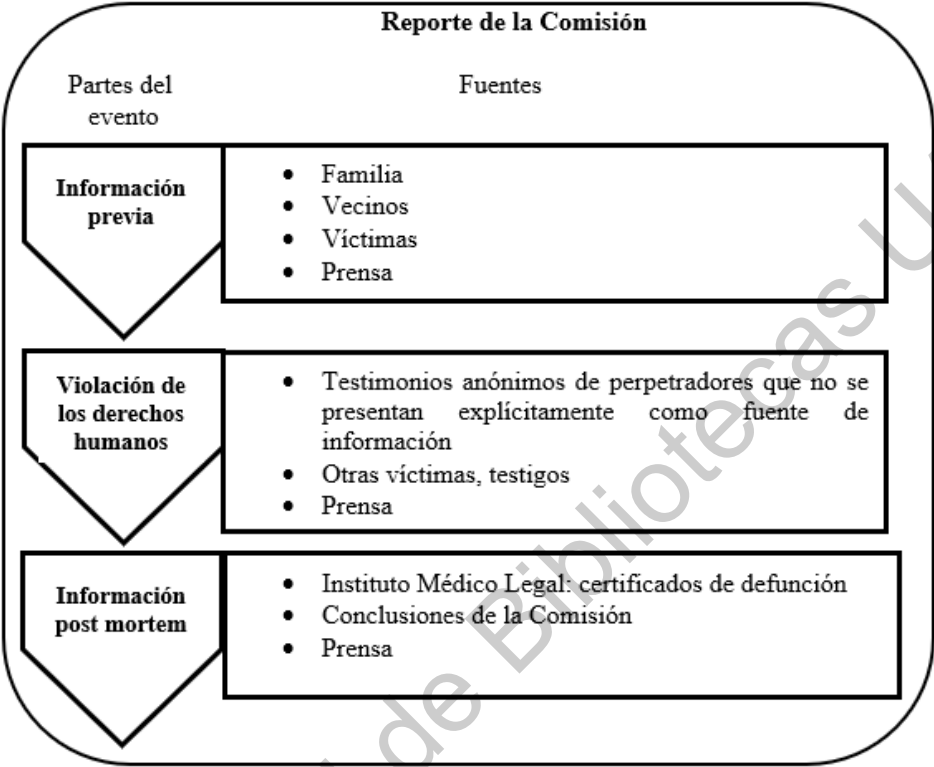 Reporte de la Comisión
Partes del
evento
Fuentes
Información
previa
• Familia
• Vecinos
• Víctimas
• Prensa
Violación de
los derechos
humanos
• Testimonios anónimos de perpetradores que no se
presentan explícitamente como fuente de
información
• Otras víctimas, testigos
• Prensa
Información
post mortem
• Instituto Médico Legal: certificados de defunción
• Conclusiones de la Comisión
• Prensa
de Bibliotecas U